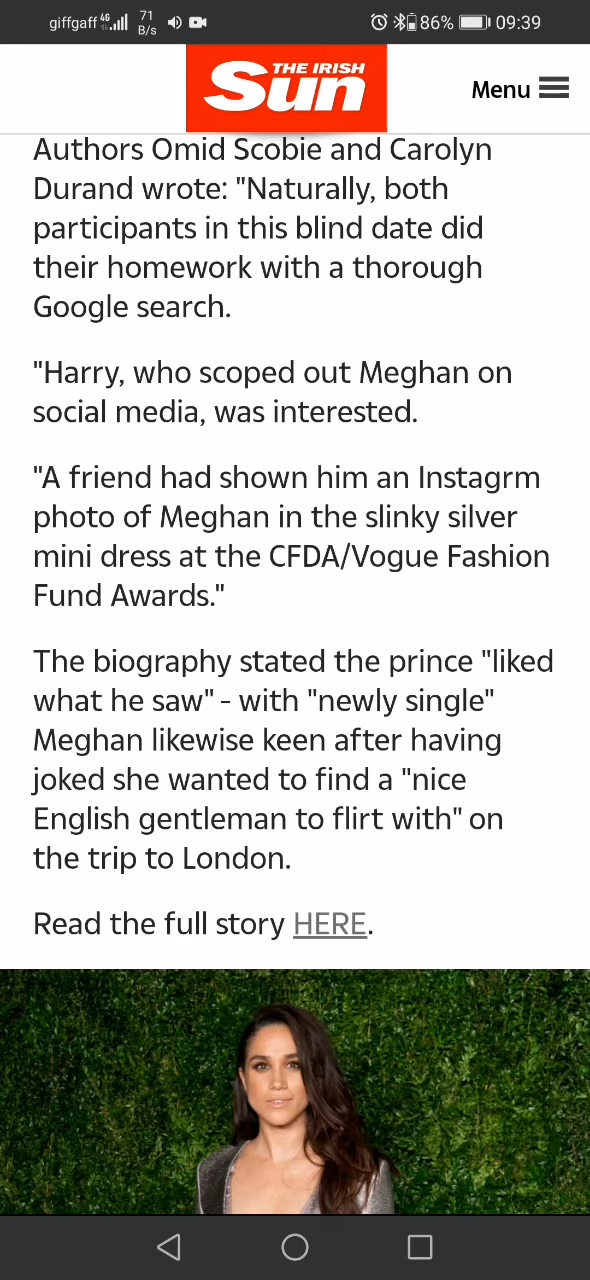 giffgaff 4G 71 B/s 86% 09:39
THE IRISH
Sun
Menu
Authors Omid Scobie and Carolyn
Durand wrote: "Naturally, both
participants in this blind date did
their homework with a thorough
Google search.
"Harry, who scoped out Meghan on
social media, was interested.
"A friend had shown him an Instagrm
photo of Meghan in the slinky silver
mini dress at the CFDA/Vogue Fashion
Fund Awards."
The biography stated the prince "liked
what he saw" - with "newly single"
Meghan likewise keen after having
joked she wanted to find a "nice
English gentleman to flirt with" on
the trip to London.
Read the full story HERE.